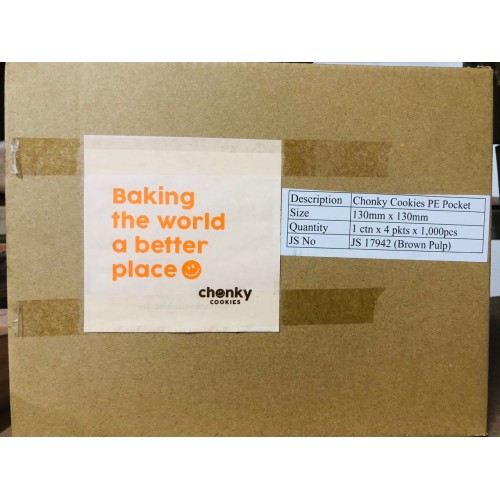 Baking
the world
a better
place
chonky
COOKIES
Description Chonky Cookies PE Pocket
Size 130mm x 130mm
Quantity 1 ctn x 4 pkts x 1,000pcs
JS No JS 17942 (Brown Pulp)